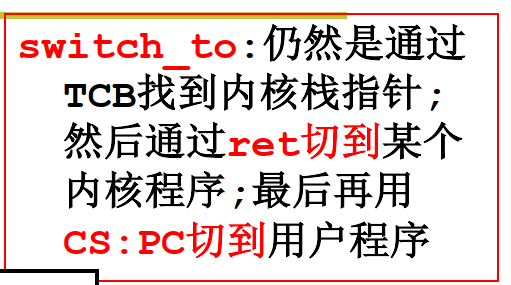 switch_to:仍然是通过
TCB找到内核栈指针;
然后通过ret切到某个
内核程序;最后再用
CS:PC切到用户程序